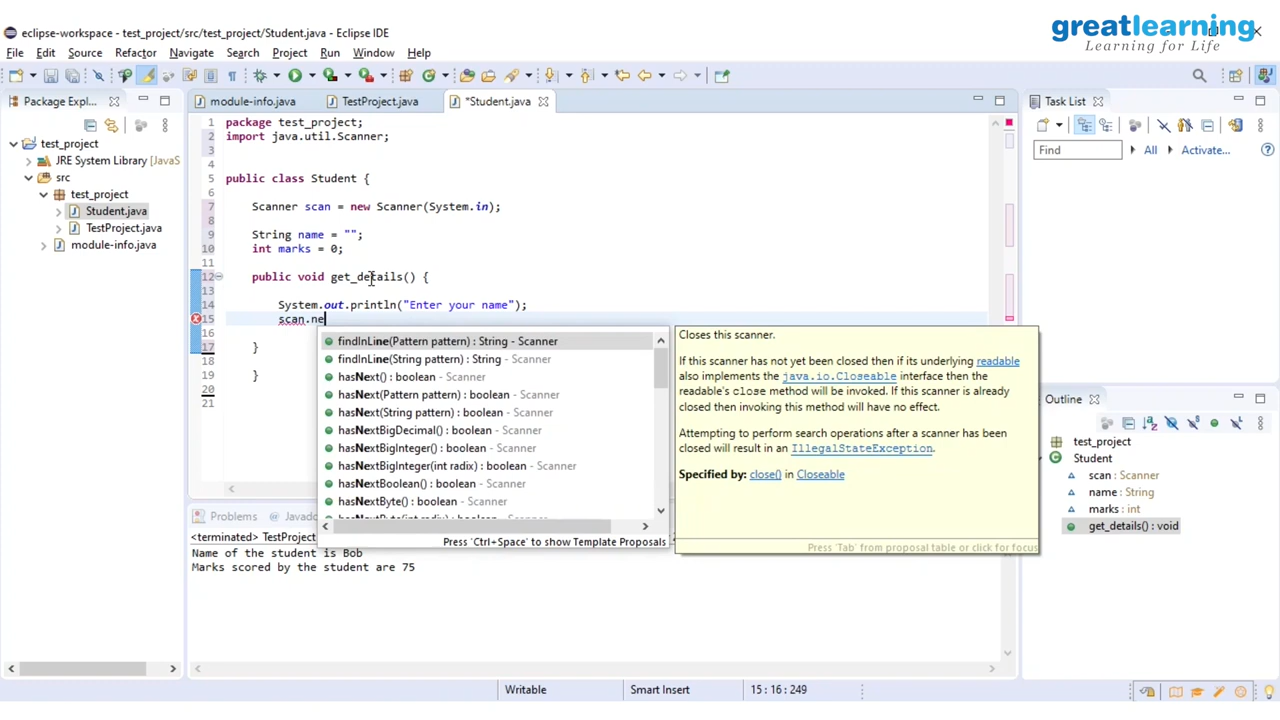 eclipse-workspace - test_project/src/test_project/Student.java - Eclipse IDE
greatlearning
Learning for Life
File Edit Source Refactor Navigate Search Project Run Window Help
Package Expl...
module-info.java
TestProject.java
*Student.java
Task List
test_project
JRE System Library [JavaS
src
test_project
Student.java
TestProject.java
module-info.java
1 package test_project;
2 import java.util.Scanner;
3
4
5 public class Student {
6
7 Scanner scan = new Scanner(System.in);
8
9 String name = "";
10 int marks = 0;
11
12 public void get_details() {
13
14 System.out.println("Enter your name");
15 scan.ne
16
17 }
18
19 }
20
21
findInLine(Pattern pattern) : String - Scanner
findInLine(String pattern) : String - Scanner
hasNext() : boolean - Scanner
hasNext(Pattern pattern) : boolean - Scanner
hasNext(String pattern) : boolean - Scanner
hasNextBigDecimal() : boolean - Scanner
hasNextBigInteger() : boolean - Scanner
hasNextBigInteger(int radix) : boolean - Scanner
hasNextBoolean() : boolean - Scanner
hasNextByte() : boolean - Scanner
hasNextByte(int radix) : boolean - Scanner
Press 'Ctrl+Space' to show Template Proposals
Closes this scanner.
If this scanner has not yet been closed then if its underlying readable
also implements the java.io.Closeable interface then the
readable's close method will be invoked. If this scanner is already
closed then invoking this method will have no effect.
Attempting to perform search operations after a scanner has been
closed will result in an IllegalStateException.
Specified by: close() in Closeable
Press 'Tab' from proposal table or click for focus
Find
All
Activate...
Outline
test_project
Student
scan : Scanner
name : String
marks : int
get_details() : void
Problems
Javadoc
<terminated> TestProject
Name of the student is Bob
Marks scored by the student are 75
Writable
Smart Insert
15 : 16 : 249